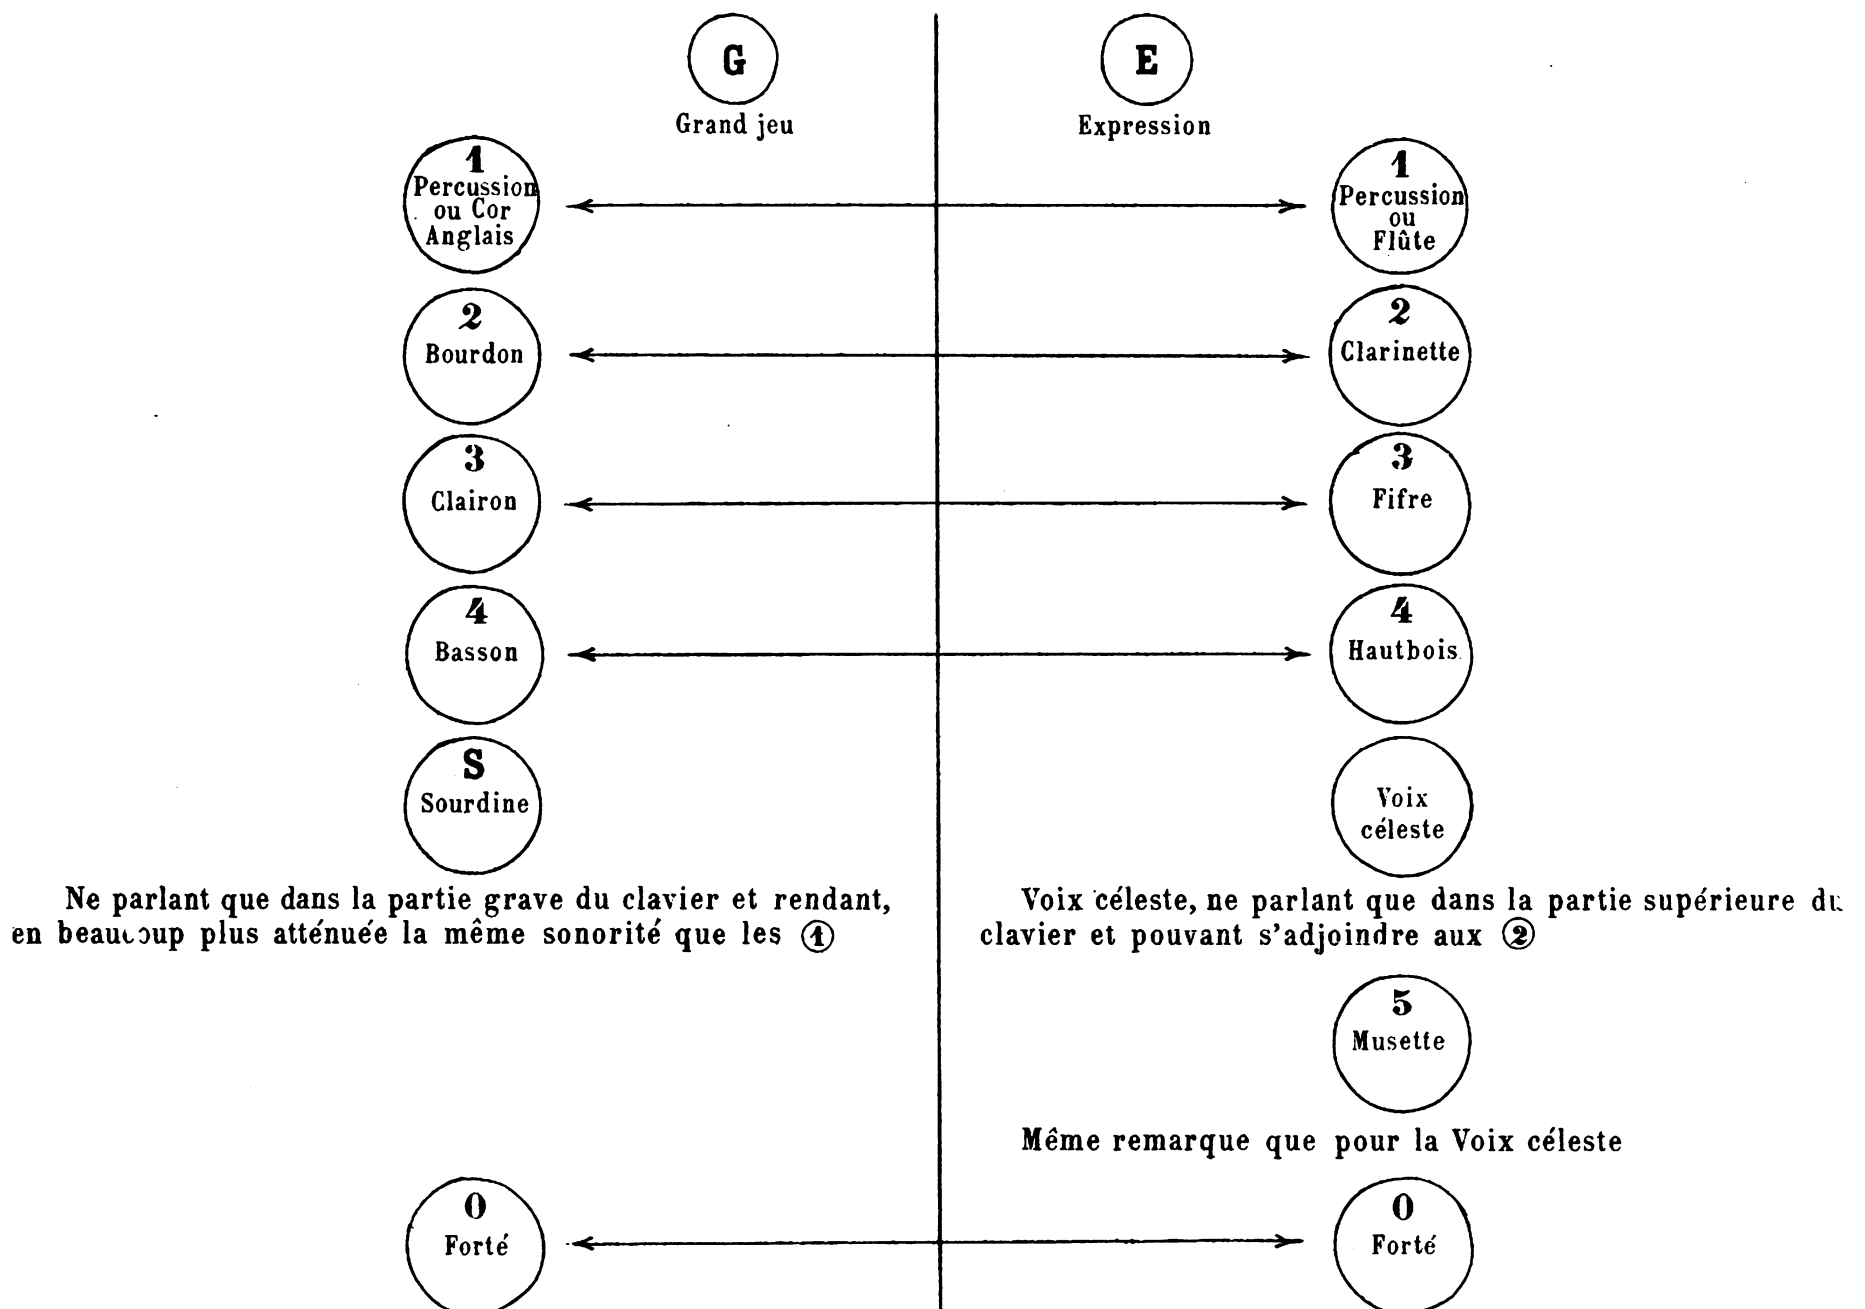 G
Grand jeu
E
Expression
1
Percussion
ou Cor
Anglais
1
Percussion
ou
Flûte
2
Bourdon
2
Clarinette
3
Clairon
3
Fifre
4
Basson
4
Hautbois
S
Sourdine
Voix
céleste
Ne parlant que dans la partie grave du clavier et rendant,
en beaucoup plus atténuée la même sonorité que les 1
Voix céleste, ne parlant que dans la partie supérieure du
clavier et pouvant s'adjoindre aux 2
5
Musette
Même remarque que pour la Voix céleste
0
Forté
0
Forté